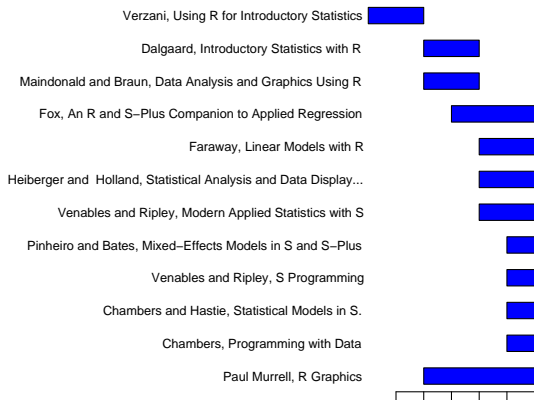 Verzani, Using R for Introductory Statistics
Dalgaard, Introductory Statistics with R
Maindonald and Braun, Data Analysis and Graphics Using R
Fox, An R and S−Plus Companion to Applied Regression
Faraway, Linear Models with R
Heiberger and  Holland, Statistical Analysis and Data Display...
Venables and Ripley, Modern Applied Statistics with S
Pinheiro and Bates, Mixed−Effects Models in S and S−Plus
Venables and Ripley, S Programming
Chambers and Hastie, Statistical Models in S.
Chambers, Programming with Data
Paul Murrell, R Graphics